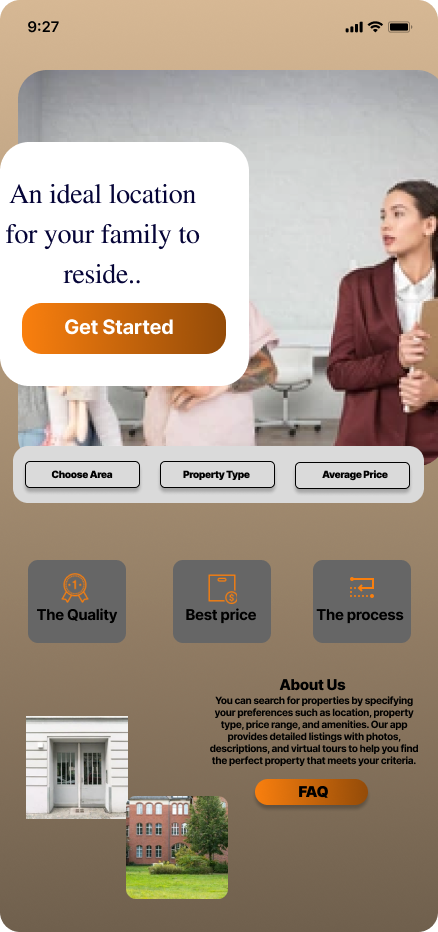 9:27
An ideal location
for your family to
reside..
Get Started
Choose Area
Property Type
Average Price
1
The Quality
$
Best price
The process
About Us
You can search for properties by specifying
your preferences such as location, property
type, price range, and amenities. Our app
provides detailed listings with photos,
descriptions, and virtual tours to help you find
the perfect property that meets your criteria.
FAQ